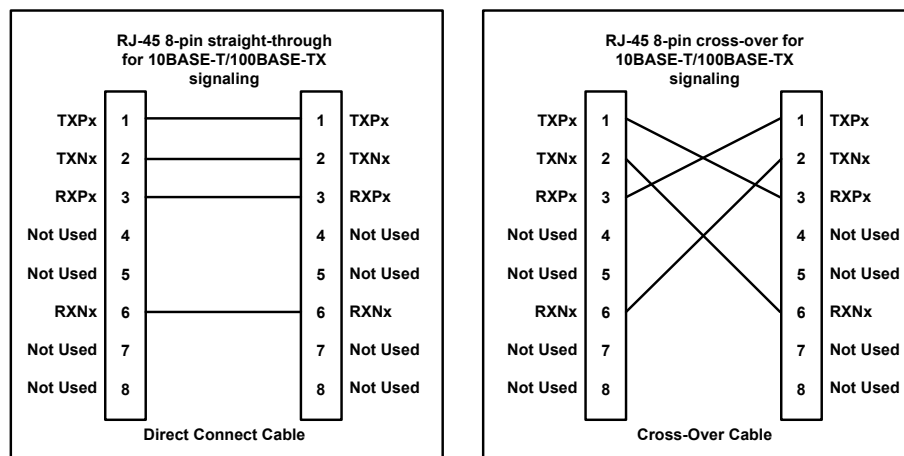 RJ-45 8-pin straight-through
for 10BASE-T/100BASE-TX
signaling
TXPx 1 1 TXPx
TXNx 2 2 TXNx
RXPx 3 3 RXPx
Not Used 4 4 Not Used
Not Used 5 5 Not Used
RXNx 6 6 RXNx
Not Used 7 7 Not Used
Not Used 8 8 Not Used
Direct Connect Cable
RJ-45 8-pin cross-over for
10BASE-T/100BASE-TX
signaling
TXPx 1 1 TXPx
TXNx 2 2 TXNx
RXPx 3 3 RXPx
Not Used 4 4 Not Used
Not Used 5 5 Not Used
RXNx 6 6 RXNx
Not Used 7 7 Not Used
Not Used 8 8 Not Used
Cross-Over Cable